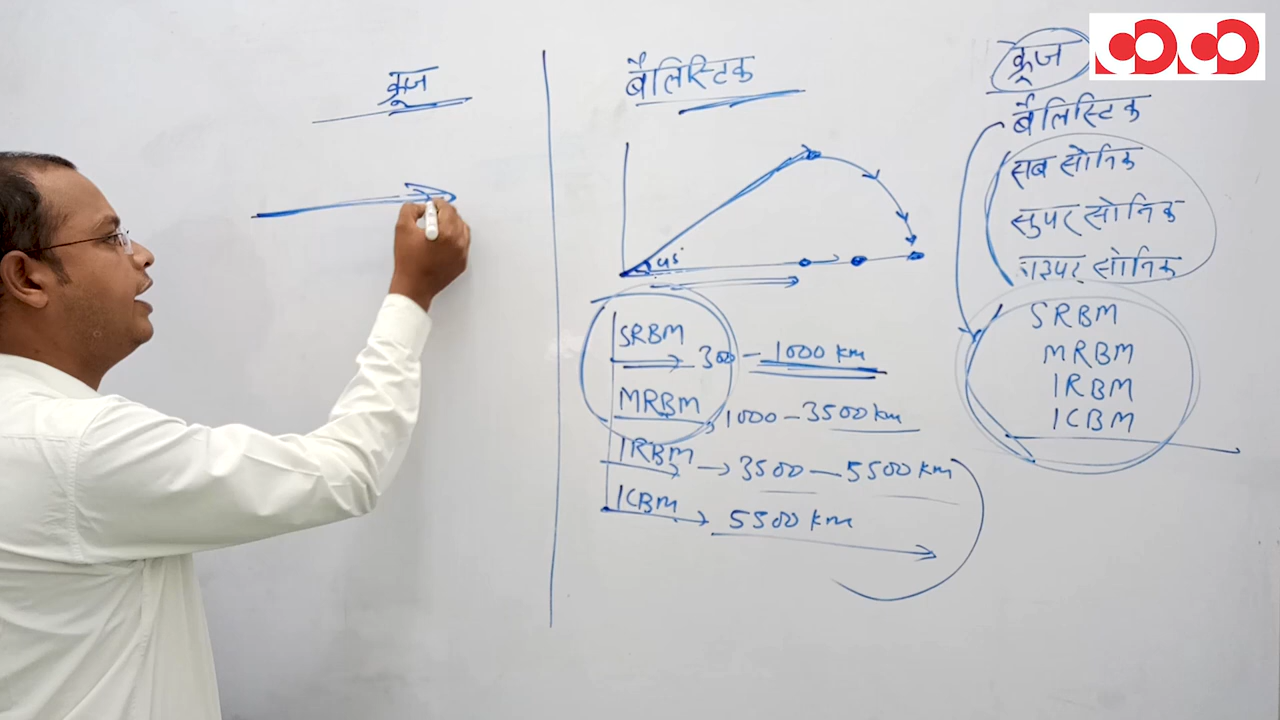 क्रूज
बैलिस्टिक
45°
SRBM
300 - 1000 km
MRBM
1000 - 3500 km
IRBM → 3500 - 5500 km
ICBM → 5500 km
क्रूज
बैलिस्टिक
सब सोनिक
सुपर सोनिक
हाइपर सोनिक
SRBM
MRBM
IRBM
ICBM